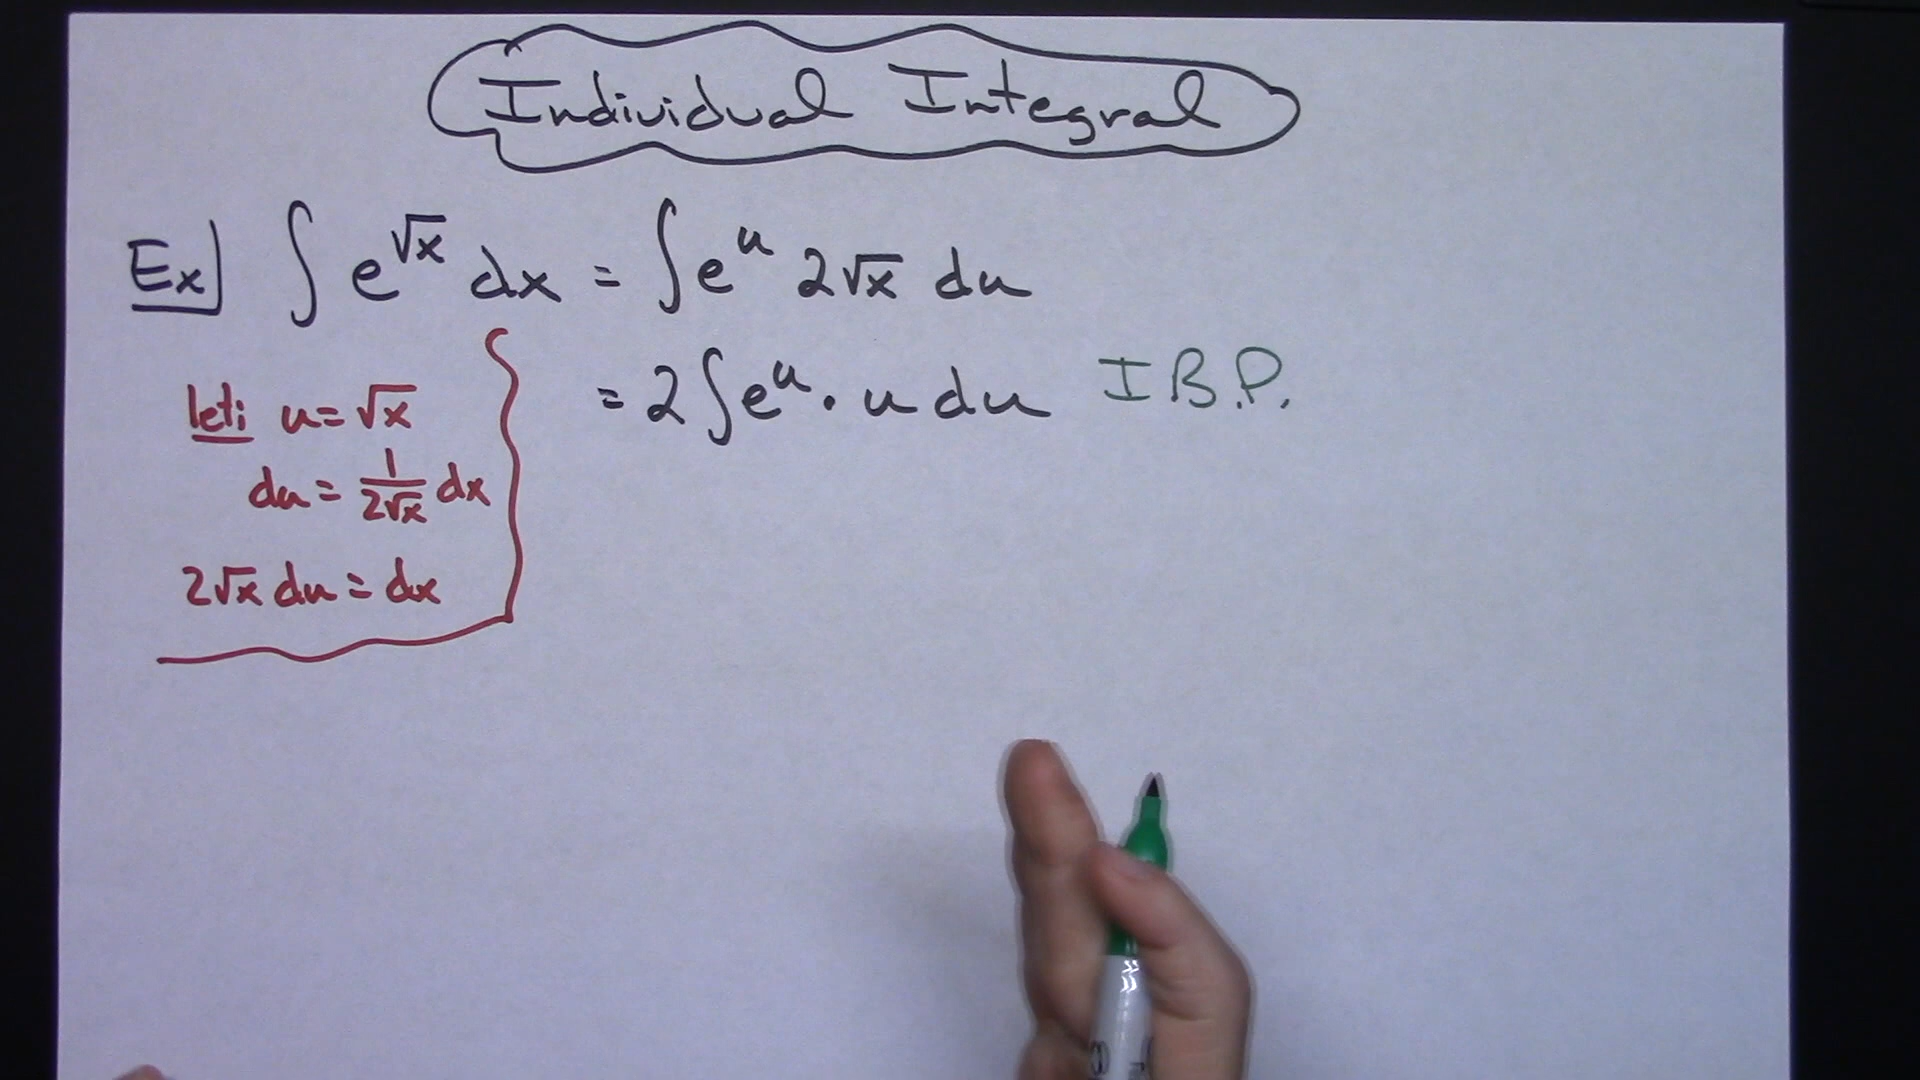 Individual Integral
Ex] ∫ e^√x dx = ∫ e^u 2√x du
= 2 ∫ e^u · u du I.B.P.
let: u = √x
du = 1/(2√x) dx
2√x du = dx